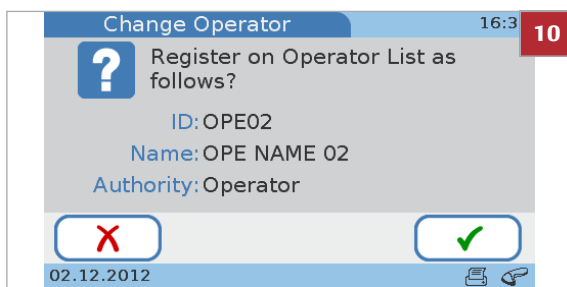 Change Operator 16:3
10
?
Register on Operator List as
follows?
ID: OPE02
Name: OPE NAME 02
Authority: Operator
02.12.2012